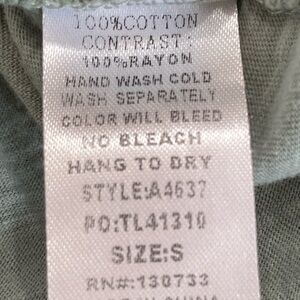 100%COTTON
CONTRAST:
100%RAYON
HAND WASH COLD
WASH SEPARATELY
COLOR WILL BLEED
NO BLEACH
HANG TO DRY
STYLE:A4637
PO:TL41310
SIZE:S
RN#:130733